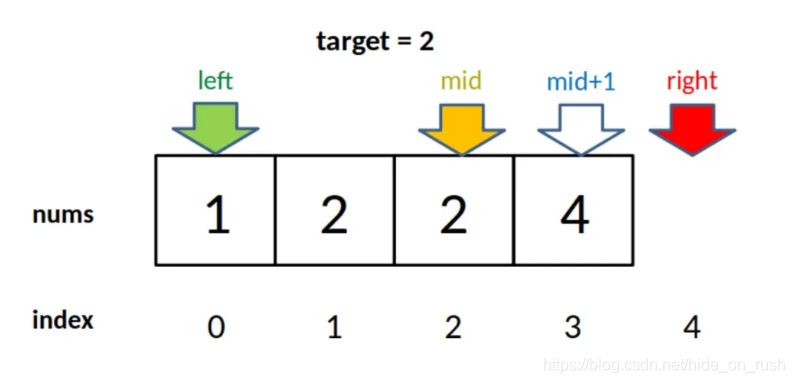 target = 2
left mid mid+1 right
nums 1 2 2 4
index 0 1 2 3 4
https://blog.csdn.net/hide_on_rush